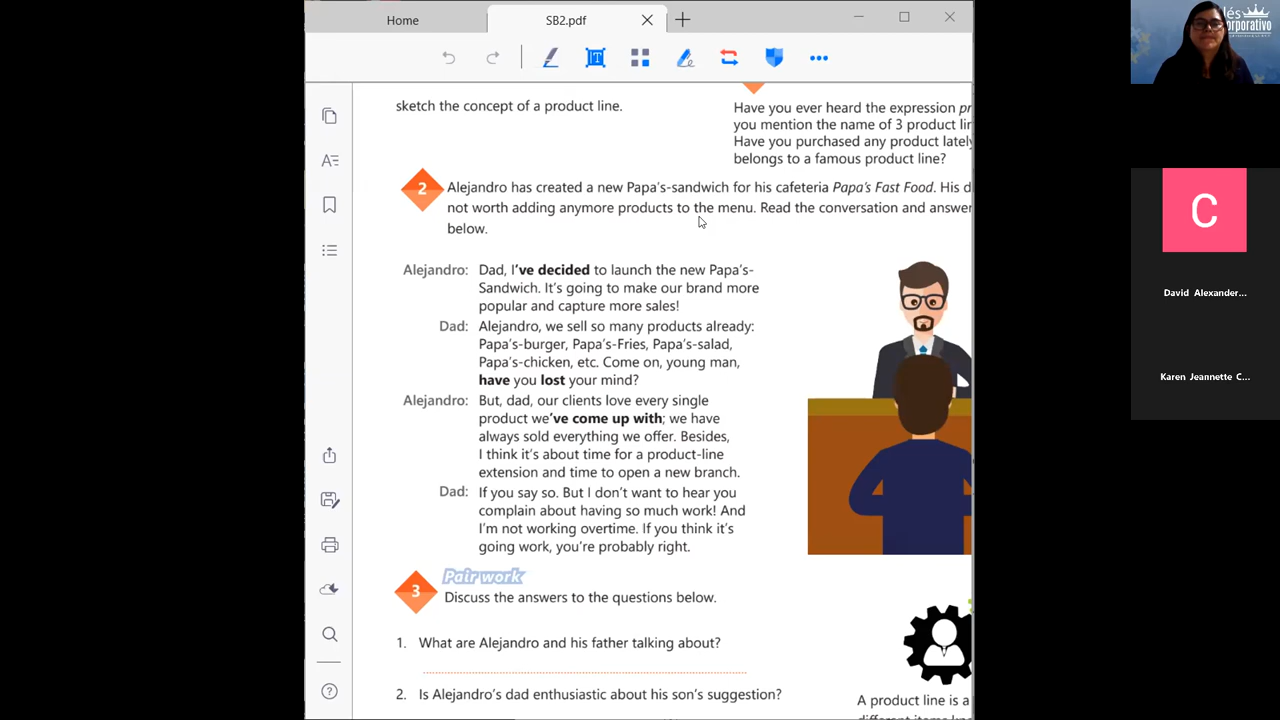 Home
SB2.pdf
sketch the concept of a product line.
Have you ever heard the expression
you mention the name of 3 product
Have you purchased any product lately
belongs to a famous product line?
2
Alejandro has created a new Papa's-sandwich for his cafeteria Papa's Fast Food. His
not worth adding anymore products to the menu. Read the conversation and answer
below.
Alejandro: Dad, I've decided to launch the new Papa's-
Sandwich. It's going to make our brand more
popular and capture more sales!
Dad: Alejandro, we sell so many products already:
Papa's-burger, Papa's-Fries, Papa's-salad,
Papa's-chicken, etc. Come on, young man,
have you lost your mind?
Alejandro: But, dad, our clients love every single
product we've come up with; we have
always sold everything we offer. Besides,
I think it's about time for a product-line
extension and time to open a new branch.
Dad: If you say so. But I don't want to hear you
complain about having so much work! And
I'm not working overtime. If you think it's
going work, you're probably right.
3
Pair work
Discuss the answers to the questions below.
1. What are Alejandro and his father talking about?
2. Is Alejandro's dad enthusiastic about his son's suggestion?
A product line is a
C
David Alexander...
Karen Jeannette C...